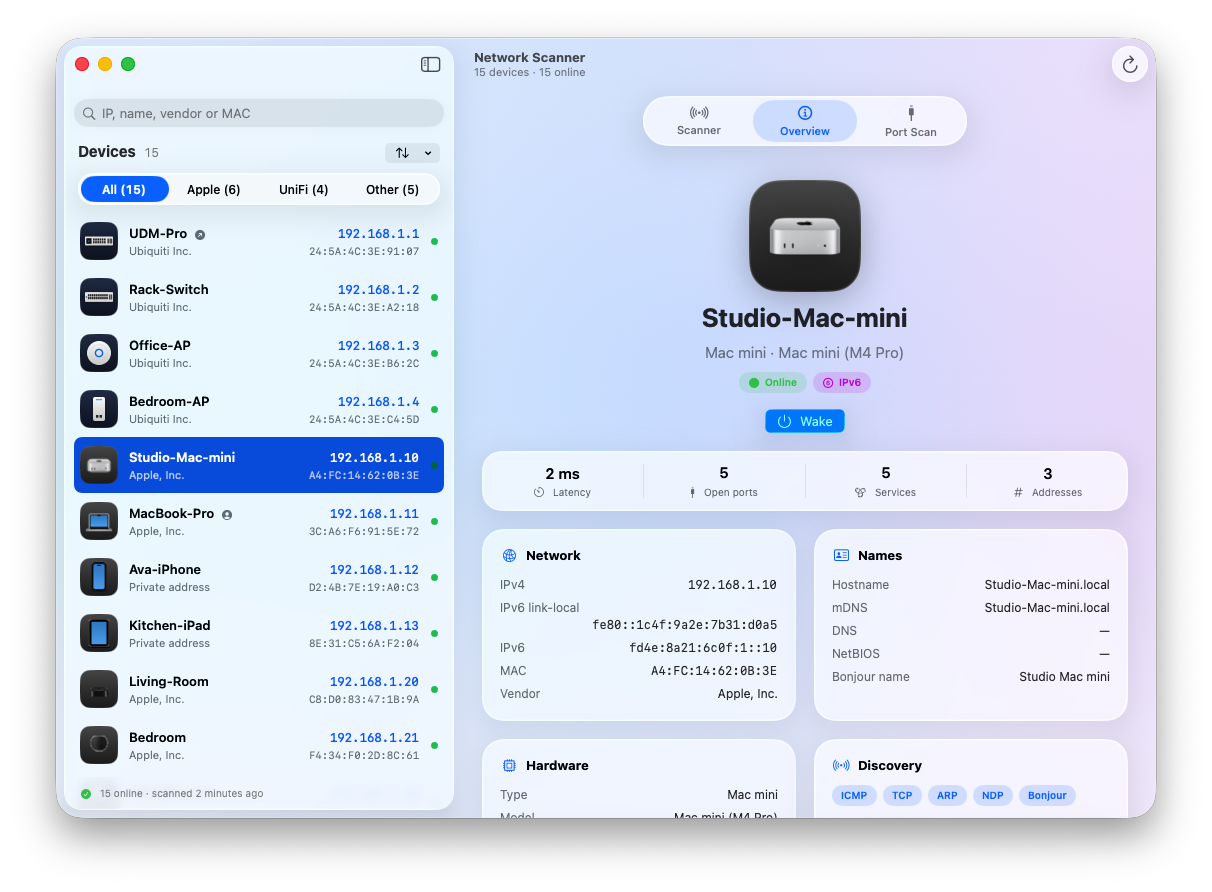 Network Scanner
15 devices · 15 online
IP, name, vendor or MAC
Devices 15
All (15) Apple (6) UniFi (4) Other (5)
UDM-Pro 192.168.1.1
Ubiquiti Inc. 24:5A:4C:3E:91:07
Rack-Switch 192.168.1.2
Ubiquiti Inc. 24:5A:4C:3E:A2:18
Office-AP 192.168.1.3
Ubiquiti Inc. 24:5A:4C:3E:B6:2C
Bedroom-AP 192.168.1.4
Ubiquiti Inc. 24:5A:4C:3E:C4:5D
Studio-Mac-mini 192.168.1.10
Apple, Inc. A4:FC:14:62:0B:3E
MacBook-Pro 192.168.1.11
Apple, Inc. 3C:A6:F6:91:5E:72
Ava-iPhone 192.168.1.12
Private address D2:4B:7E:19:A0:C3
Kitchen-iPad 192.168.1.13
Private address 8E:31:C5:6A:F2:04
Living-Room 192.168.1.20
Apple, Inc. C8:D0:83:47:1B:9A
Bedroom 192.168.1.21
Apple, Inc. F4:34:F0:2D:8C:61
15 online · scanned 2 minutes ago
Scanner Overview Port Scan
Studio-Mac-mini
Mac mini · Mac mini (M4 Pro)
Online IPv6
Wake
2 ms 5 5 3
Latency Open ports Services # Addresses
Network
IPv4 192.168.1.10
IPv6 link-local
fe80::1c4f:9a2e:7b31:d0a5
IPv6 fd4e:8a21:6c0f:1::10
MAC A4:FC:14:62:0B:3E
Vendor Apple, Inc.
Names
Hostname Studio-Mac-mini.local
mDNS Studio-Mac-mini.local
DNS —
NetBIOS —
Bonjour name Studio Mac mini
Hardware
Type Mac mini
Model Mac mini (M4 Pro)
Discovery
ICMP TCP ARP NDP Bonjour